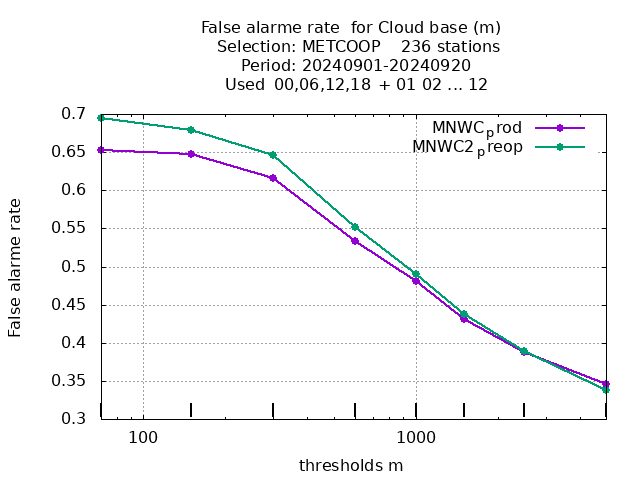 False alarme rate for Cloud base (m)
Selection: METCOOP 236 stations
Period: 20240901-20240920
Used 00,06,12,18 + 01 02 ... 12
MNWCprod
MNWC2preop
0.7
0.65
0.6
0.55
0.5
0.45
0.4
0.35
0.3
False alarme rate
100
1000
thresholds m